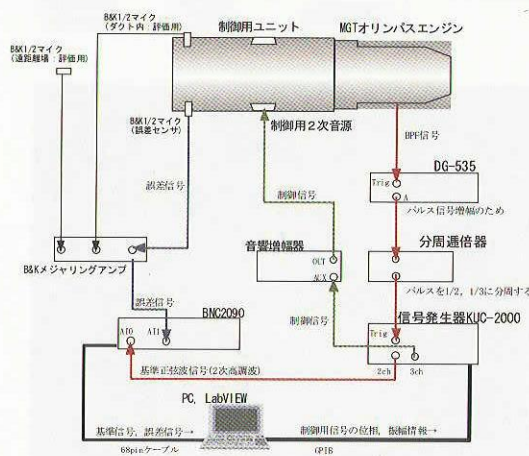 B&K1/2マイク
(ダクト内：評価用)
制御用ユニット
MGTオリンパスエンジン
B&K1/2マイク
(遠距離場：評価用)
B&K1/2マイク
(誤差センサ)
制御用２次音源
BPF信号
DG-535
Trig
A
パルス信号増幅のため
誤差信号
制御信号
音響増幅器
OUT
AUX
分周逓倍器
パルスを1/2, 1/3に分周する
B&Kメジャリングアンプ
誤差信号
BNC2090
AI0
AI1
制御信号
信号発生器KUC-2000
Trig
2ch
3ch
基準正弦波信号(2次高調波)
PC, LabVIEW
基準信号, 誤差信号→
制御用信号の位相, 振幅情報→
68pinケーブル
GPIB